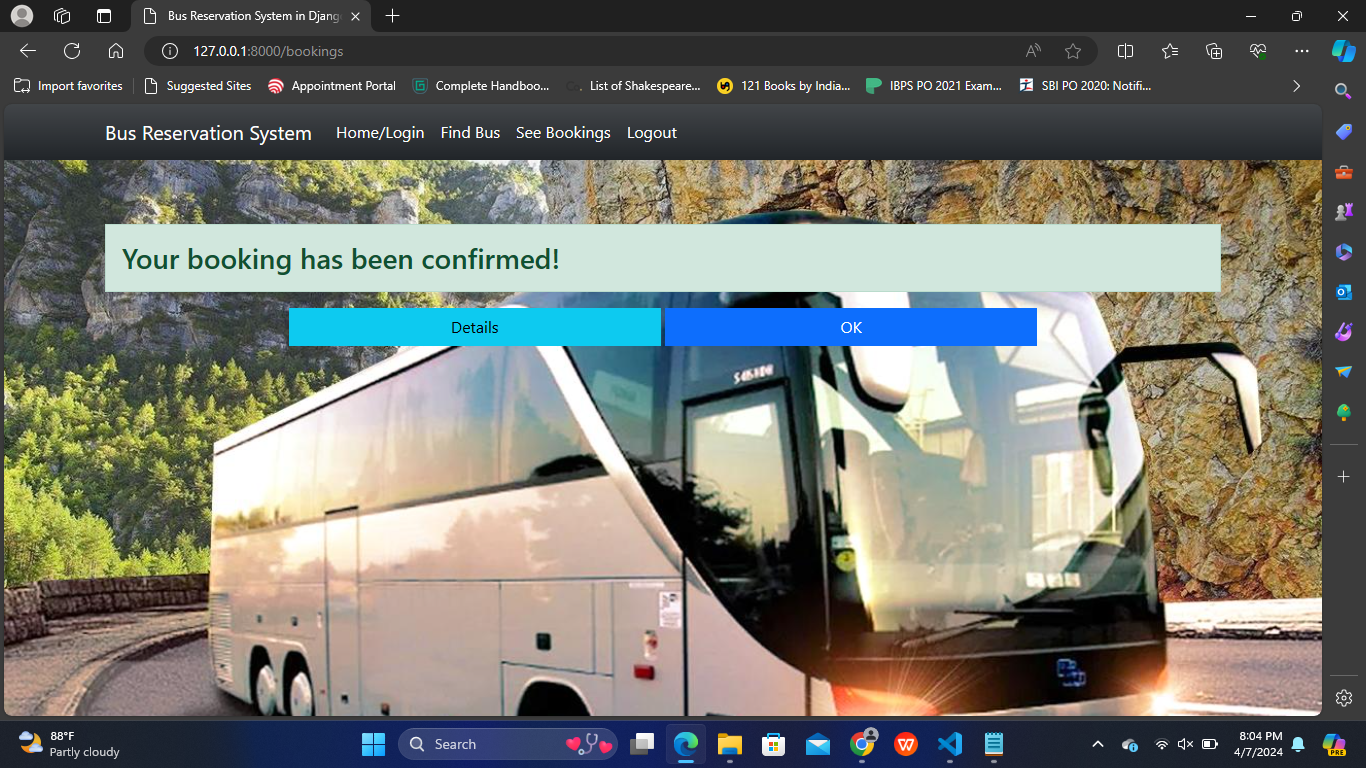 Bus Reservation System in Djang
127.0.0.1:8000/bookings
Import favorites
Suggested Sites
Appointment Portal
Complete Handboo...
List of Shakespeare...
121 Books by India...
IBPS PO 2021 Exam...
SBI PO 2020: Notifi...
Bus Reservation System
Home/Login
Find Bus
See Bookings
Logout
Your booking has been confirmed!
Details
OK
88°F
Partly cloudy
Search
8:04 PM
4/7/2024
PRE